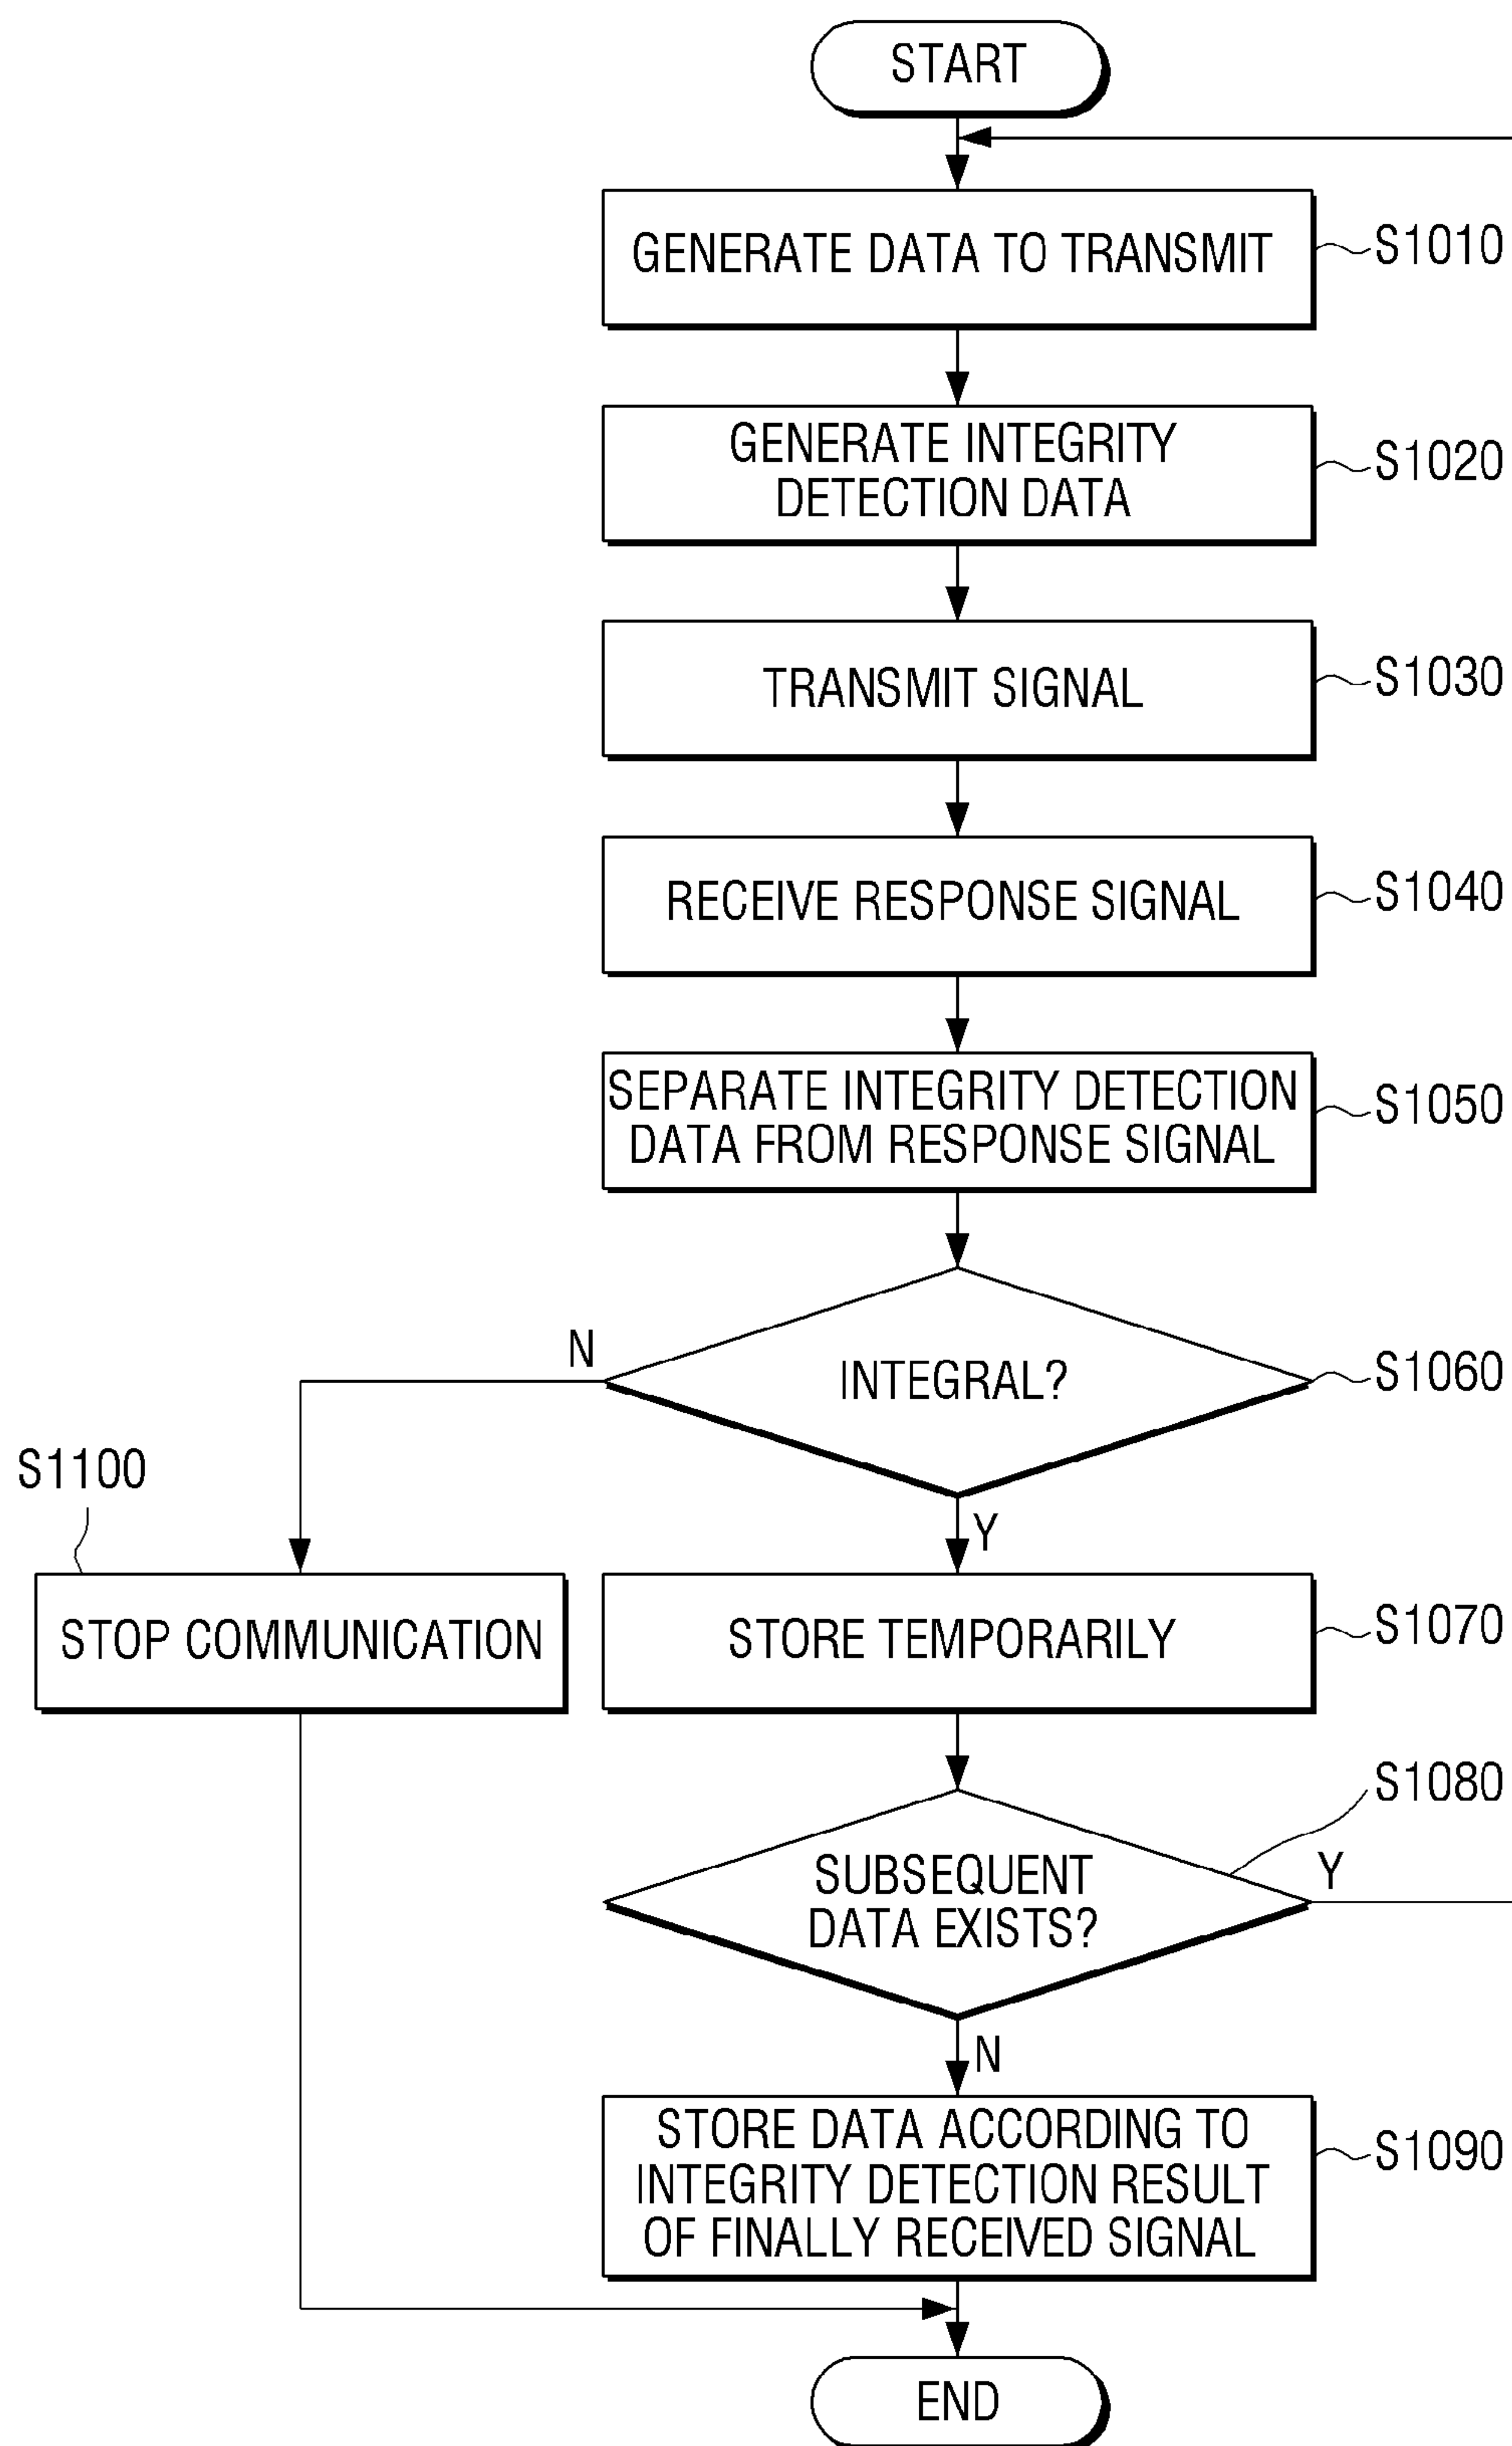 START
GENERATE DATA TO TRANSMIT
S1010
GENERATE INTEGRITY
DETECTION DATA
S1020
TRANSMIT SIGNAL
S1030
RECEIVE RESPONSE SIGNAL
S1040
SEPARATE INTEGRITY DETECTION
DATA FROM RESPONSE SIGNAL
S1050
N
INTEGRAL?
S1060
Y
S1100
STOP COMMUNICATION
STORE TEMPORARILY
S1070
S1080
SUBSEQUENT
DATA EXISTS?
Y
N
STORE DATA ACCORDING TO
INTEGRITY DETECTION RESULT
OF FINALLY RECEIVED SIGNAL
S1090
END